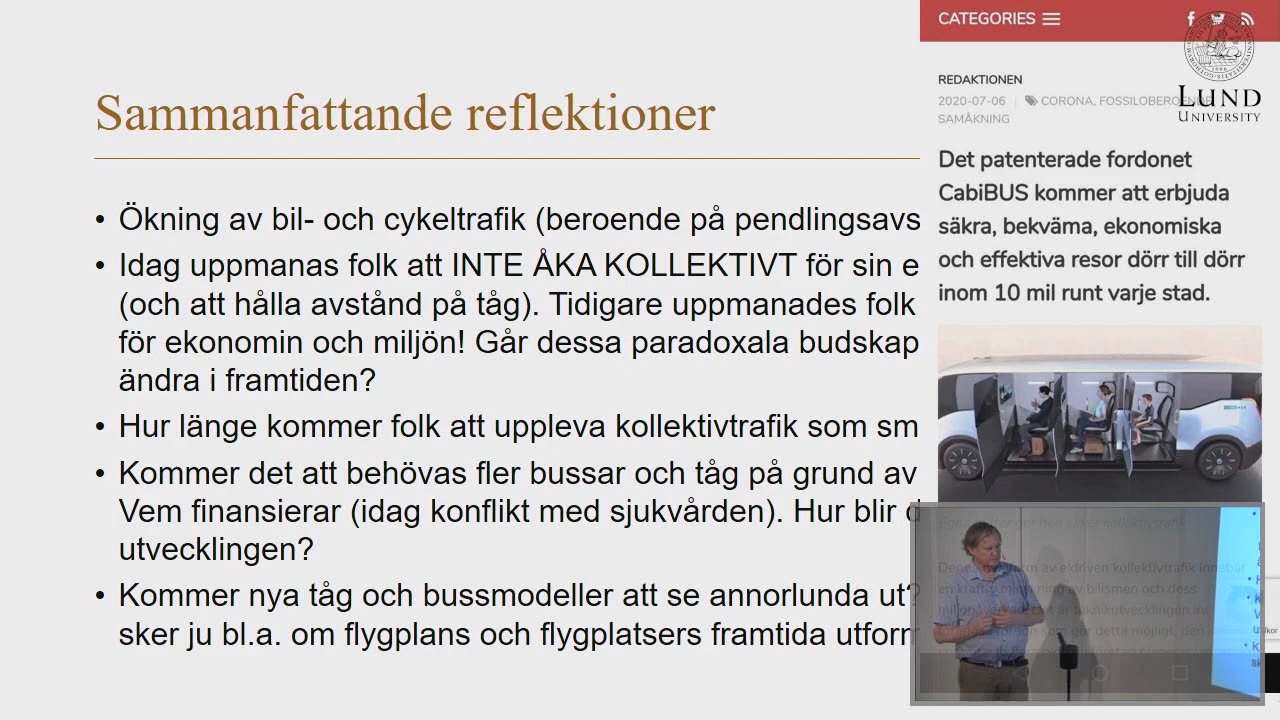 Sammanfattande reflektioner
• Ökning av bil- och cykeltrafik (beroende på pendlingsavs
• Idag uppmanas folk att INTE ÅKA KOLLEKTIVT för sin e
(och att hålla avstånd på tåg). Tidigare uppmanades folk
för ekonomin och miljön! Går dessa paradoxala budskap
ändra i framtiden?
• Hur länge kommer folk att uppleva kollektivtrafik som sm
• Kommer det att behövas fler bussar och tåg på grund av
Vem finansierar (idag konflikt med sjukvården). Hur blir d
utvecklingen?
• Kommer nya tåg och bussmodeller att se annorlunda ut?
sker ju bl.a. om flygplans och flygplatsers framtida utform
CATEGORIES
REDAKTIONEN
2020-07-06 | CORONA, FOSSILOBEROENDE,
SAMÅKNING
LUND
UNIVERSITY
Det patenterade fordonet
CabiBUS kommer att erbjuda
säkra, bekväma, ekonomiska
och effektiva resor dörr till dörr
inom 10 mil runt varje stad.